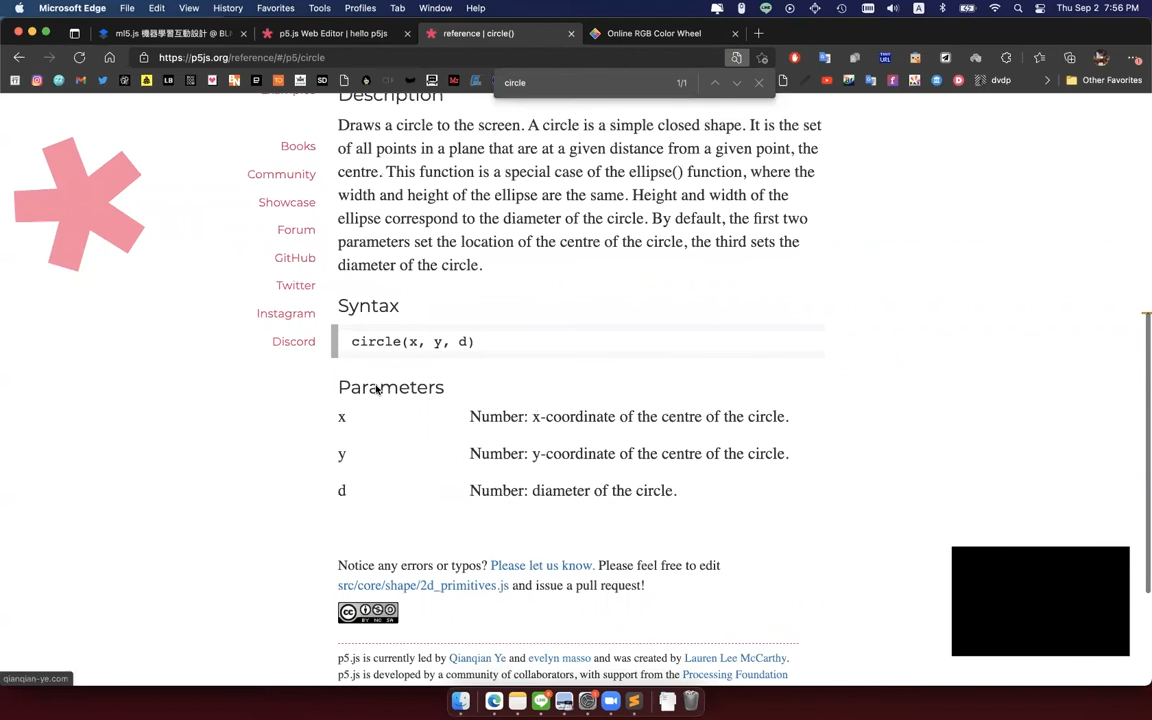 Microsoft Edge File Edit View History Favorites Tools Profiles Tab Window Help Thu Sep 2 7:56 PM
ml5.js 機器學習互動設計 @ BL
p5.js Web Editor | hello p5js
reference | circle()
Online RGB Color Wheel
https://p5js.org/reference/#/p5/circle
dvdp
Other Favorites
circle 1/1
Description
Draws a circle to the screen. A circle is a simple closed shape. It is the set
of all points in a plane that are at a given distance from a given point, the
centre. This function is a special case of the ellipse() function, where the
width and height of the ellipse are the same. Height and width of the
ellipse correspond to the diameter of the circle. By default, the first two
parameters set the location of the centre of the circle, the third sets the
diameter of the circle.
Books
Community
Showcase
Forum
GitHub
Twitter
Instagram
Discord
Syntax
circle(x, y, d)
Parameters
x Number: x-coordinate of the centre of the circle.
y Number: y-coordinate of the centre of the circle.
d Number: diameter of the circle.
Notice any errors or typos? Please let us know. Please feel free to edit
src/core/shape/2d_primitives.js and issue a pull request!
p5.js is currently led by Qianqian Ye and evelyn masso and was created by Lauren Lee McCarthy.
p5.js is developed by a community of collaborators, with support from the Processing Foundation
qianqian-ye.com